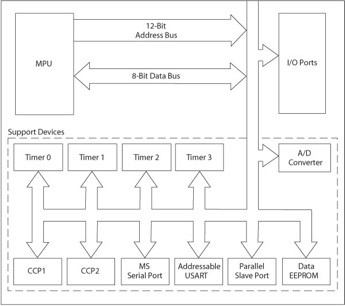 12-Bit
Address Bus
MPU
I/O Ports
8-Bit Data Bus
Support Devices
Timer 0
Timer 1
Timer 2
Timer 3
A/D
Converter
CCP1
CCP2
MS
Serial Port
Addressable
USART
Parallel
Slave Port
Data
EEPROM